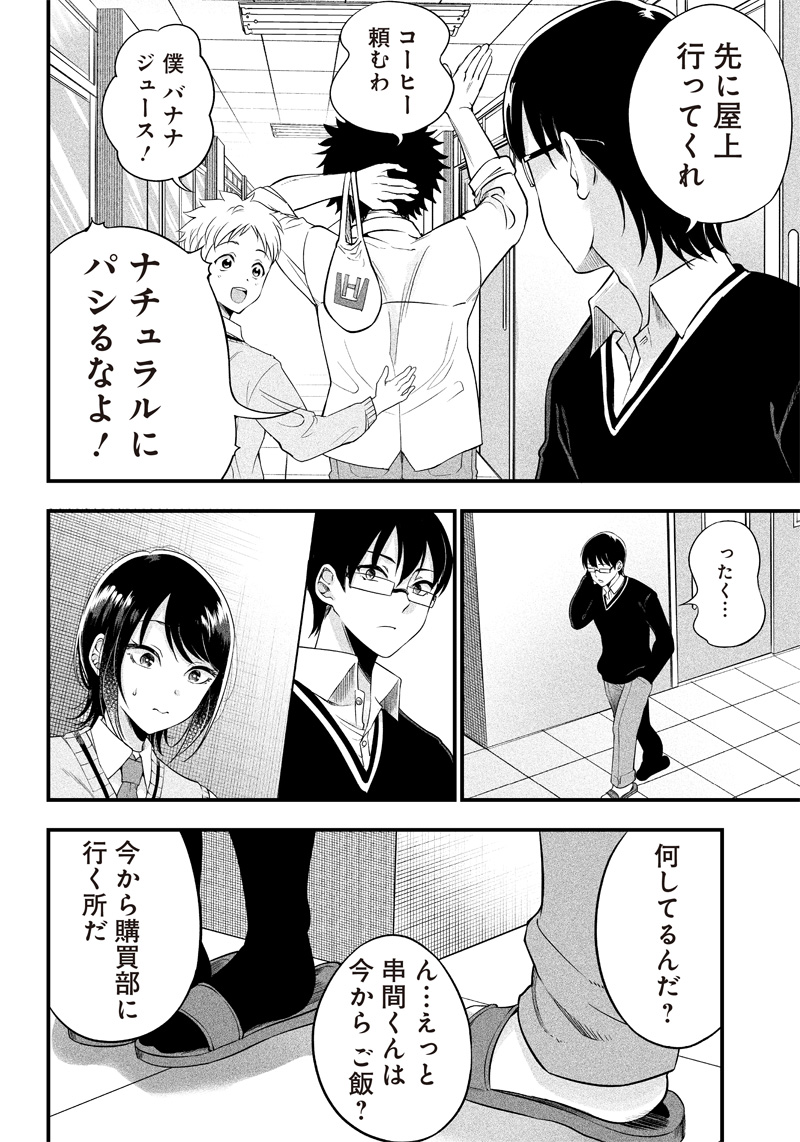 先に屋上
行ってくれ
コーヒー
頼むわ
僕 バナナ
ジュース！
ナチュラルに
パシるなよ！
ったく…
何してるんだ？
ん…えっと
串間くんは
今から ご飯？
今から購買部に
行く所だ